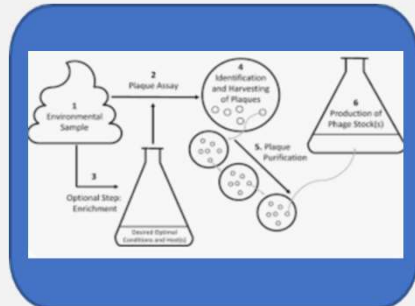 1
Environmental
Sample
2
Plaque Assay
3
Optional Step:
Enrichment
Desired Optimal
Conditions and Host(s)
4
Identification
and Harvesting
of Plaques
5. Plaque
Purification
6
Production of
Phage Stock(s)